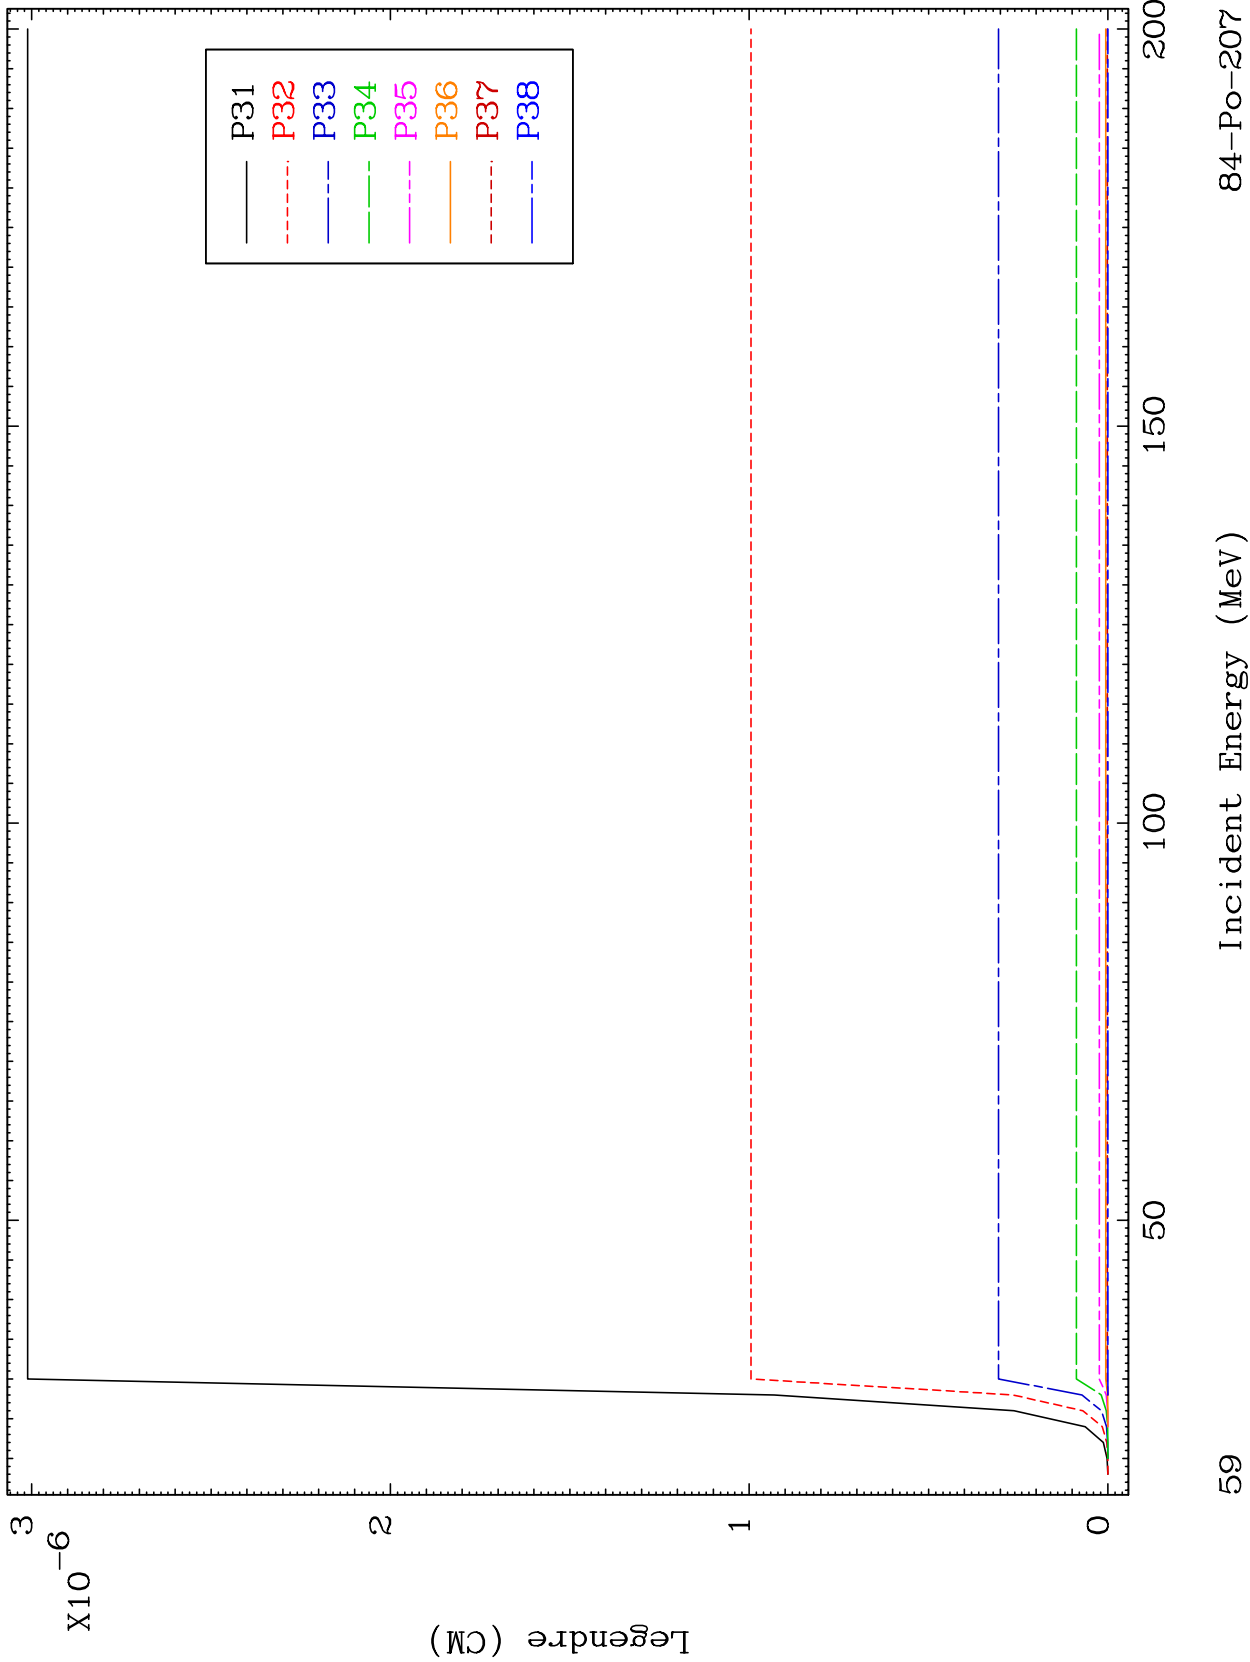 X10⁻⁶
3
2
1
0
Legendre (CM)
P31
P32
P33
P34
P35
P36
P37
P38
50
100
150
200
59
Incident Energy (MeV)
84-Po-207